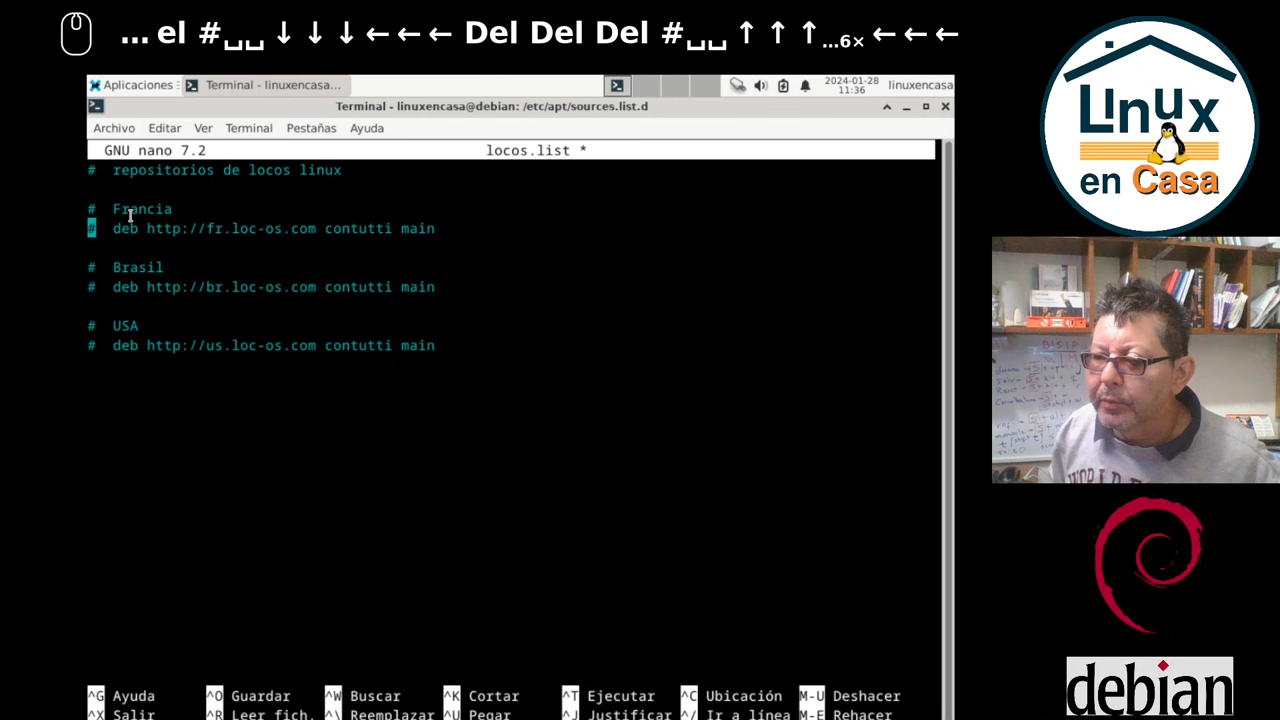 ... el #␣␣↓↓↓←←← Del Del Del #␣␣↑↑↑...6×←←←
Aplicaciones
Terminal - linuxencasa...
2024-01-28
11:36
linuxencasa
Terminal - linuxencasa@debian: /etc/apt/sources.list.d
Archivo Editar Ver Terminal Pestañas Ayuda
GNU nano 7.2 locos.list *
#  repositorios de locos linux
#  Francia
#  deb http://fr.loc-os.com contutti main
#  Brasil
#  deb http://br.loc-os.com contutti main
#  USA
#  deb http://us.loc-os.com contutti main
^G Ayuda ^O Guardar ^W Buscar ^K Cortar ^T Ejecutar ^C Ubicación M-U Deshacer
^X Salir ^R Leer fich. ^\ Reemplazar ^U Pegar ^J Justificar ^/ Ir a línea M-E Rehacer
Linux
en Casa
debian